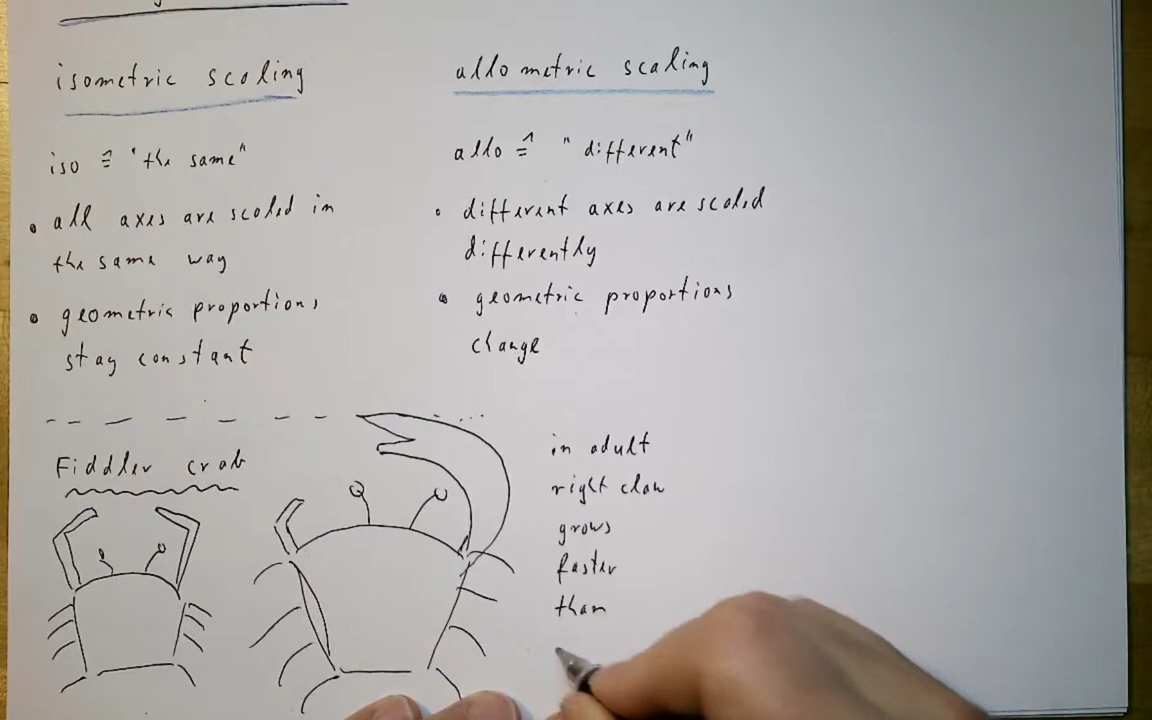 isometric scaling
iso ≙ "the same"
• all axes are scaled in
the same way
• geometric proportions
stay constant
allometric scaling
allo ≙ "different"
• different axes are scaled
differently
• geometric proportions
change
Fiddler crab
in adult
right claw
grows
faster
than